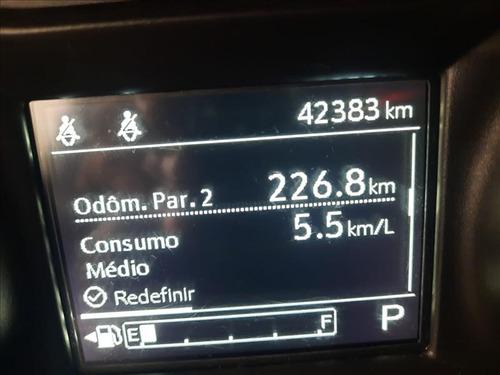 42383 km
Odôm. Par. 2 226.8 km
Consumo 5.5 km/L
Médio
Redefinir
E F P